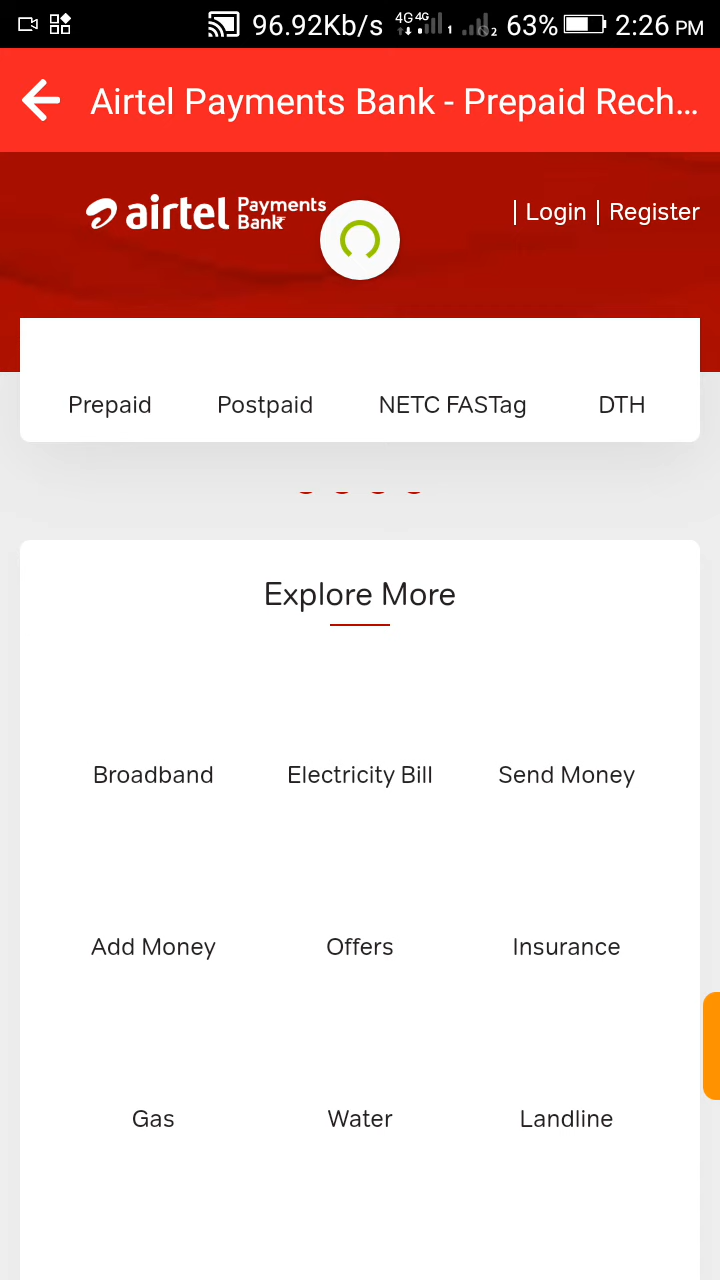 96.92Kb/s 4G 4G 1 2 63% 2:26 PM
Airtel Payments Bank - Prepaid Rech...
airtel Payments Bank | Login | Register
Prepaid Postpaid NETC FASTag DTH
Explore More
Broadband Electricity Bill Send Money
Add Money Offers Insurance
Gas Water Landline